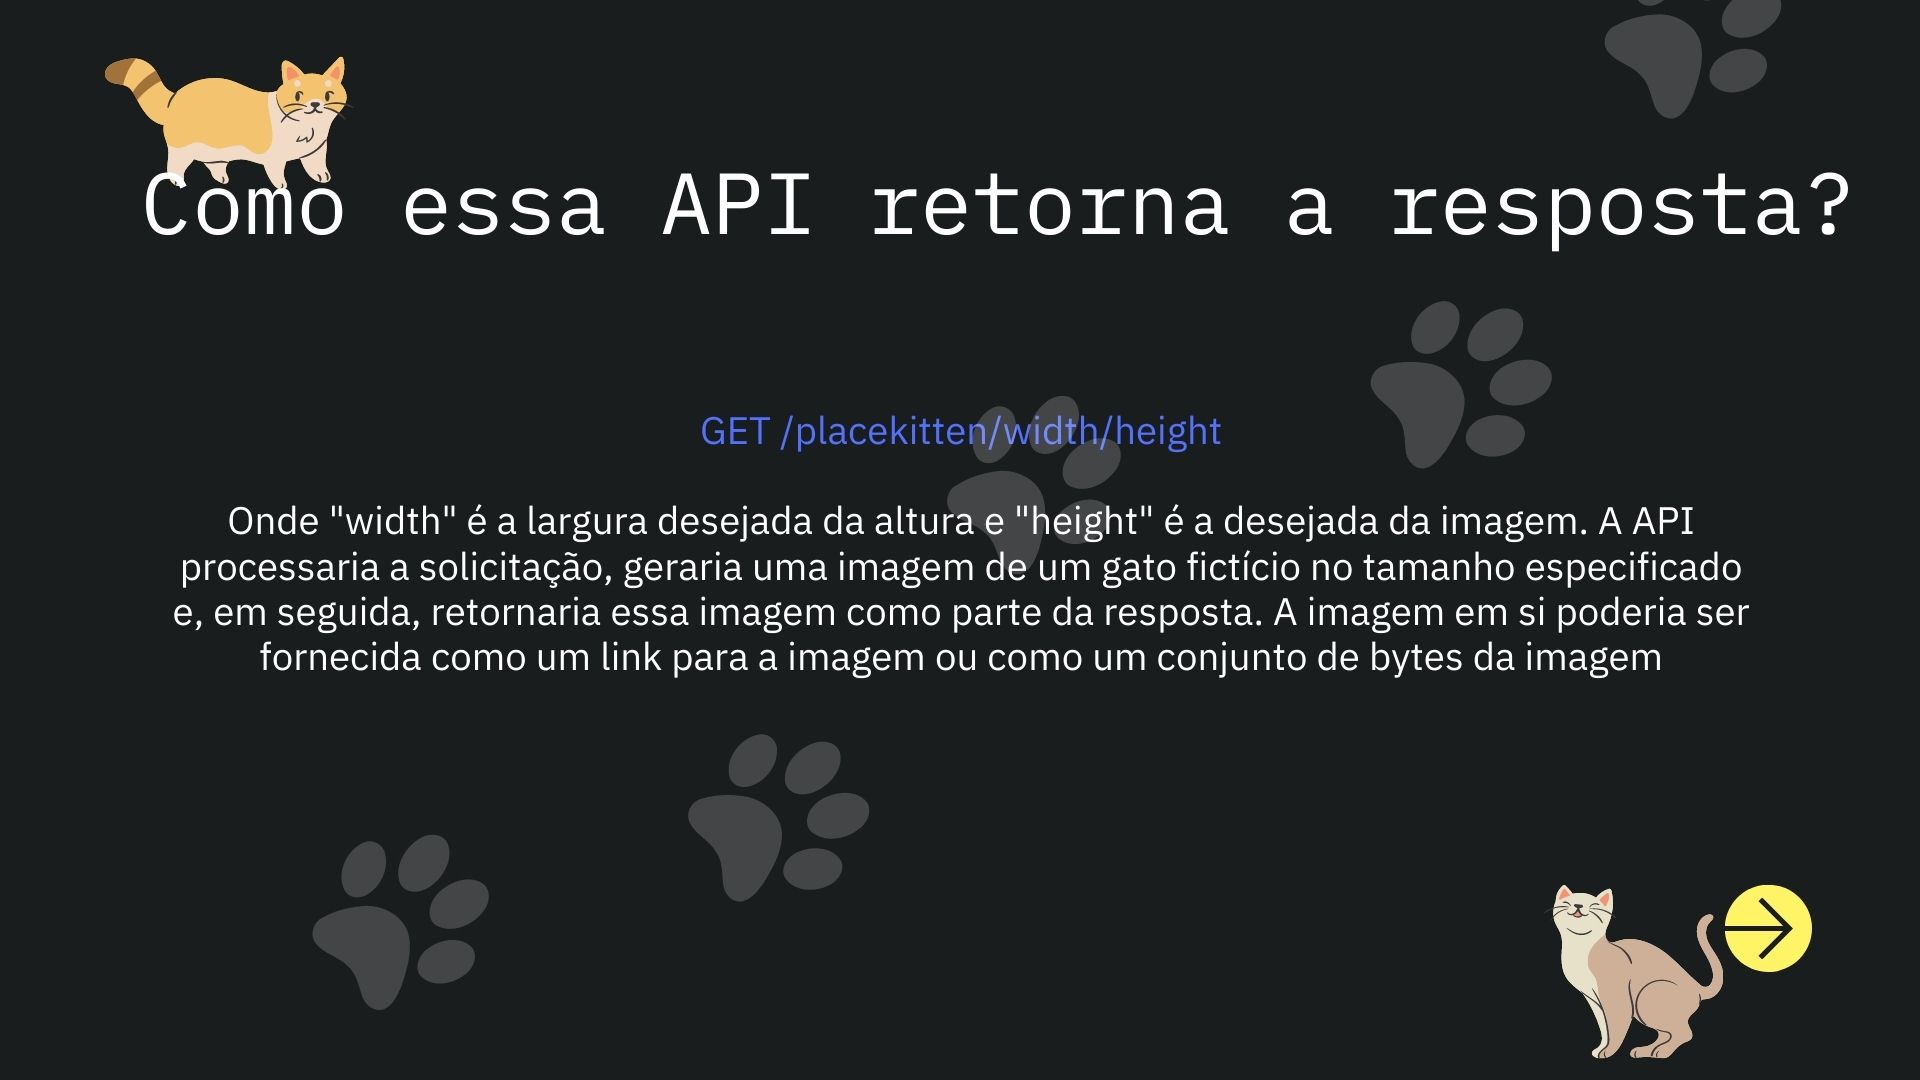 Como essa API retorna a resposta?
GET /placekitten/width/height
Onde "width" é a largura desejada da altura e "height" é a desejada da imagem. A API
processaria a solicitação, geraria uma imagem de um gato fictício no tamanho especificado
e, em seguida, retornaria essa imagem como parte da resposta. A imagem em si poderia ser
fornecida como um link para a imagem ou como um conjunto de bytes da imagem